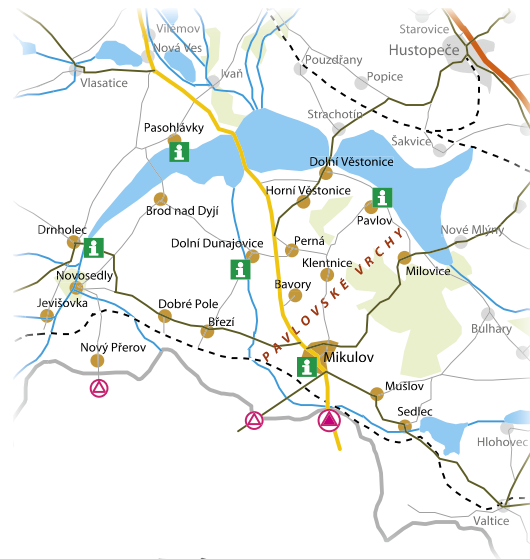 Starovice
Vilémov
Hustopeče
Nová Ves
Pouzdřany
Ivaň
Popice
Vlasatice
Strachotín
Pasohlávky
Šakvice
Dolní Věstonice
Horní Věstonice
Brod nad Dyjí
Pavlov
Drnholec
Nové Mlýny
Dolní Dunajovice
Perná
Klentnice
Milovice
Novosedly
Bavory
PAVLOVSKÉ VRCHY
Jevišovka
Dobré Pole
Březí
Bulhary
Nový Přerov
Mikulov
Mušlov
Sedlec
Hlohovec
Valtice